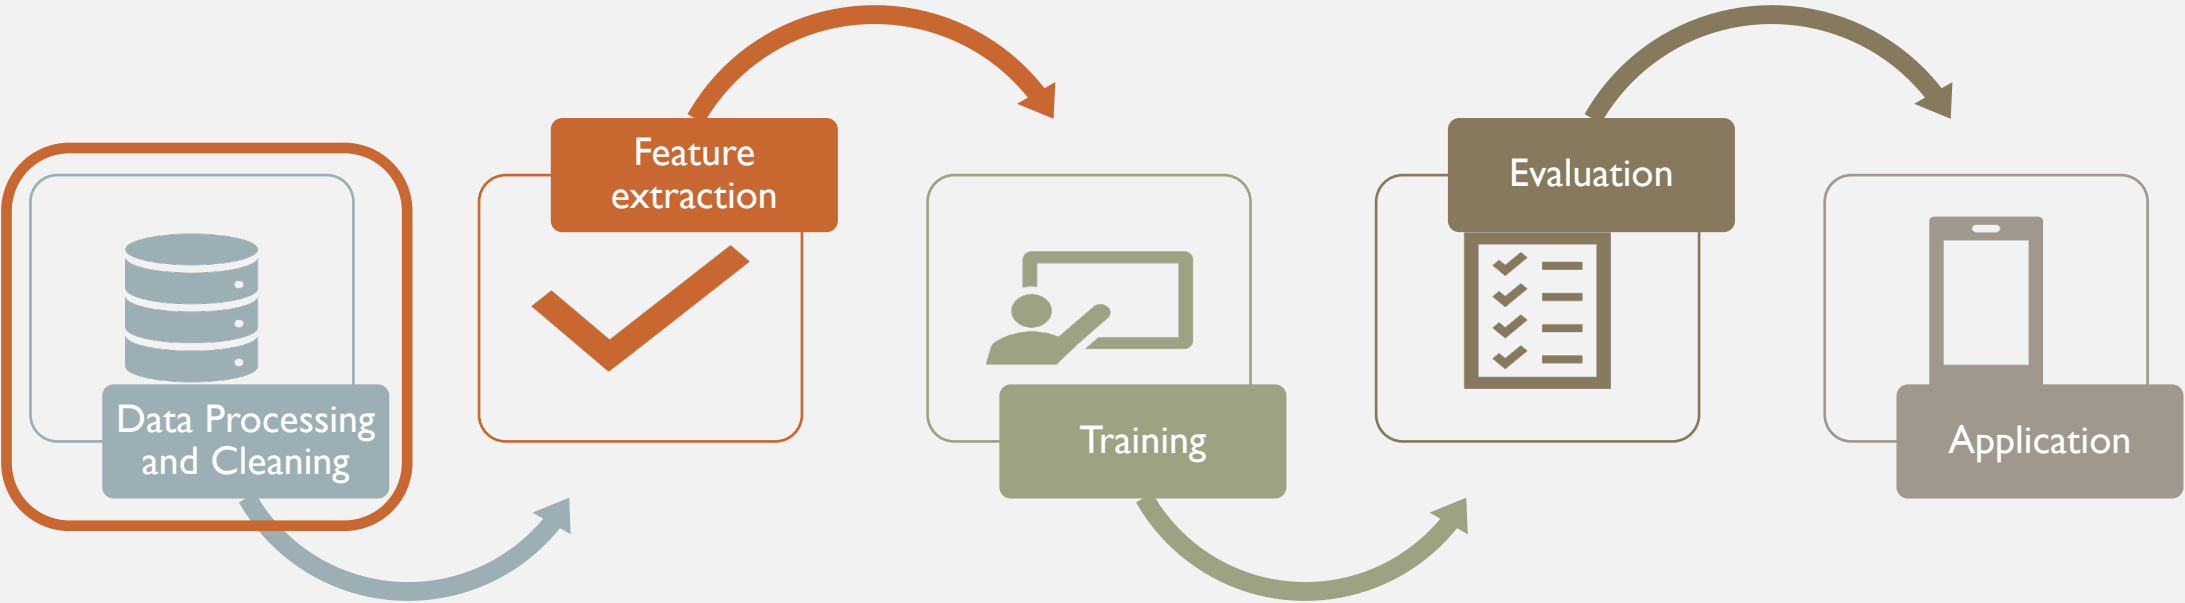 Data Processing
and Cleaning
Feature
extraction
Training
Evaluation
Application